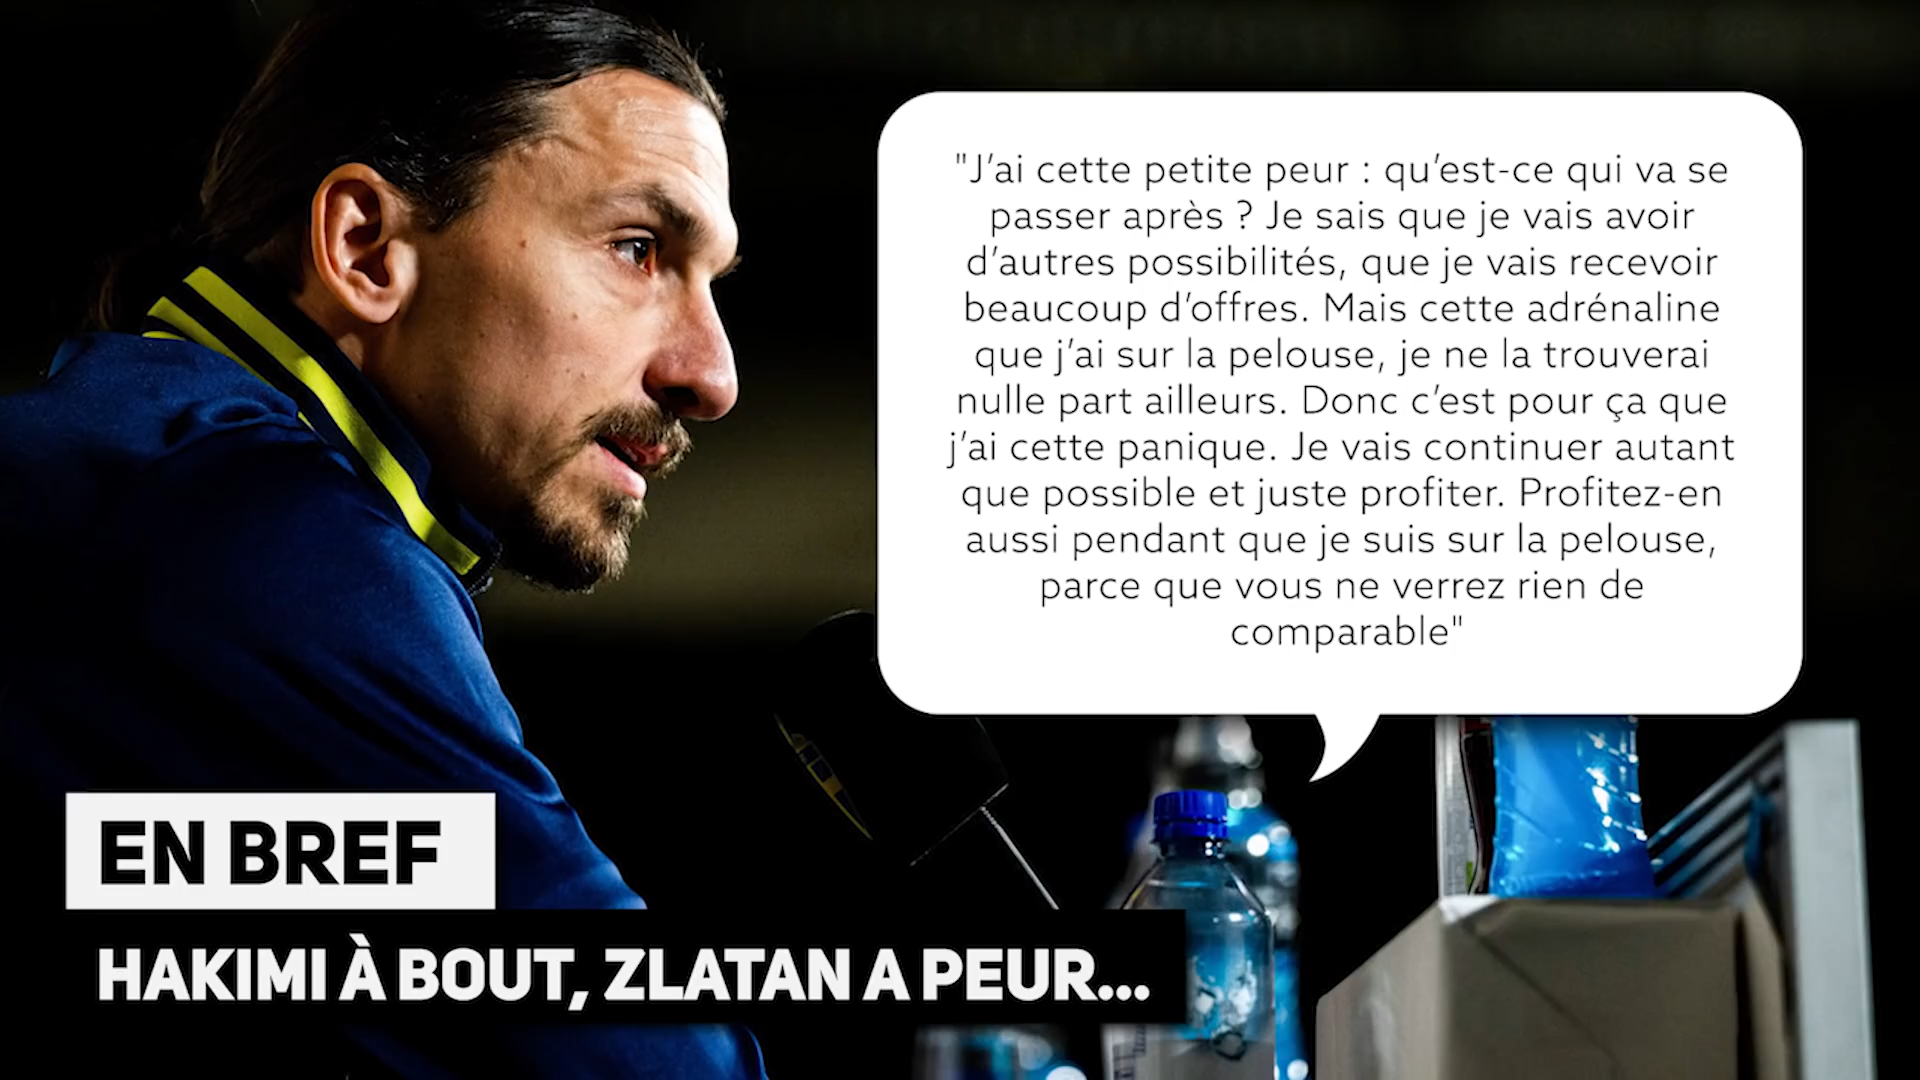 "J’ai cette petite peur : qu’est-ce qui va se
passer après ? Je sais que je vais avoir
d’autres possibilités, que je vais recevoir
beaucoup d’offres. Mais cette adrénaline
que j’ai sur la pelouse, je ne la trouverai
nulle part ailleurs. Donc c’est pour ça que
j’ai cette panique. Je vais continuer autant
que possible et juste profiter. Profitez-en
aussi pendant que je suis sur la pelouse,
parce que vous ne verrez rien de
comparable"
EN BREF
HAKIMI À BOUT, ZLATAN A PEUR...